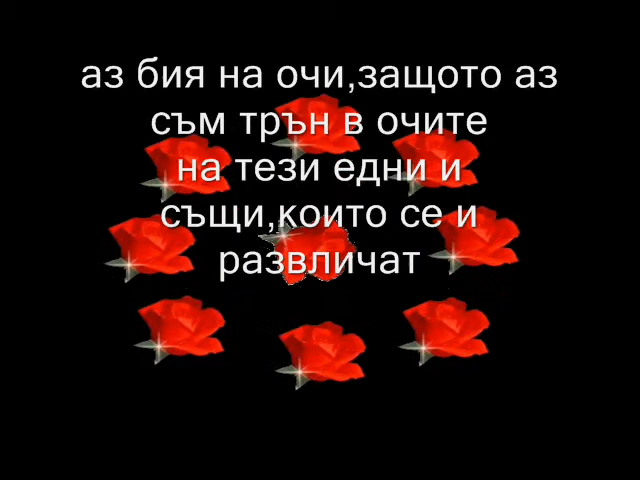 аз бия на очи,защото аз
съм трън в очите
на тези едни и
същи,които се и
развличат